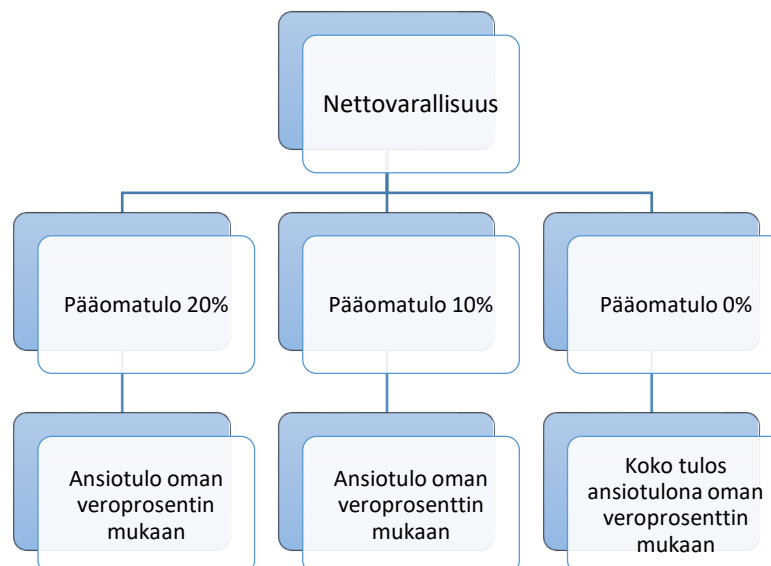 Nettovarallisuus
Pääomatulo 20%
Pääomatulo 10%
Pääomatulo 0%
Ansiotulo oman
veroprosentin
mukaan
Ansiotulo oman
veroprosenttin
mukaan
Koko tulos
ansiotulona oman
veroprosenttin
mukaan